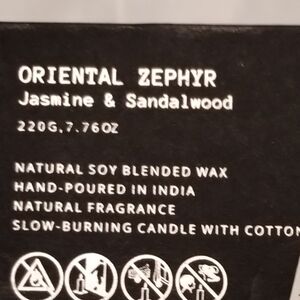 ORIENTAL ZEPHYR
Jasmine & Sandalwood
220G,7.76OZ
NATURAL SOY BLENDED WAX
HAND-POURED IN INDIA
NATURAL FRAGRANCE
SLOW-BURNING CANDLE WITH COTTON